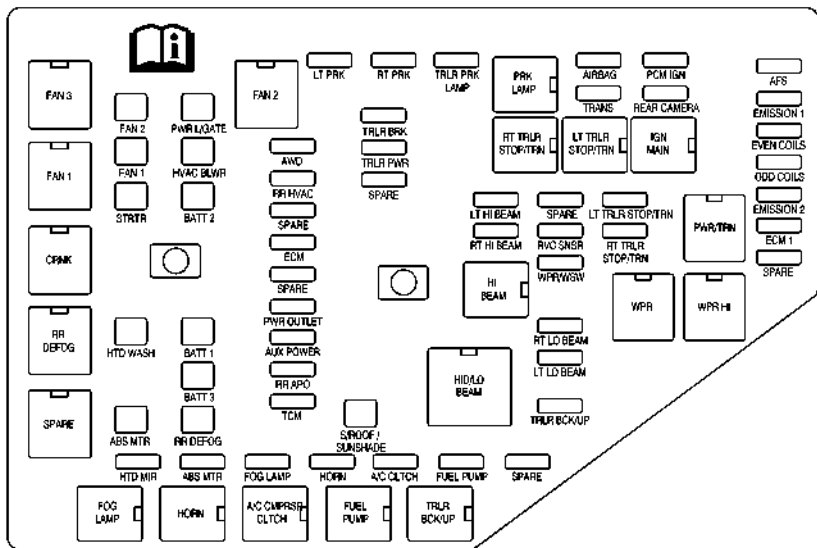 LT PRK
RT PRK
TRLR PRK
LAMP
PRK
LAMP
AIRBAG
PCM IGN
AFS
FAN 3
FAN 2
PWR L/GATE
FAN 2
TRANS
REAR CAMERA
EMISSION 1
TRLR BRK
RT TRLR
STOP/TRN
LT TRLR
STOP/TRN
IGN
MAIN
EVEN COILS
FAN 1
FAN 1
HVAC BLWR
AWD
TRLR PWR
ODD COILS
STRTR
BATT 2
RR HVAC
SPARE
LT HI BEAM
SPARE
LT TRLR STOP/TRN
EMISSION 2
SPARE
RT HI BEAM
RVC SNSR
RT TRLR
STOP/TRN
PWR/TRN
ECM 1
CRNK
ECM
WPR/WSW
SPARE
SPARE
HI
BEAM
WPR
WPR HI
PWR OUTLET
RR
DEFOG
HTD WASH
BATT 1
AUX POWER
RT LO BEAM
BATT 3
RR APO
HID/LO
BEAM
LT LO BEAM
SPARE
ABS MTR
RR DEFOG
TCM
S/ROOF /
SUNSHADE
TRLR BCK/UP
HTD MIR
ABS MTR
FOG LAMP
HORN
A/C CLTCH
FUEL PUMP
SPARE
FOG
LAMP
HORN
A/C CMPRSR
CLTCH
FUEL
PUMP
TRLR
BCK/UP